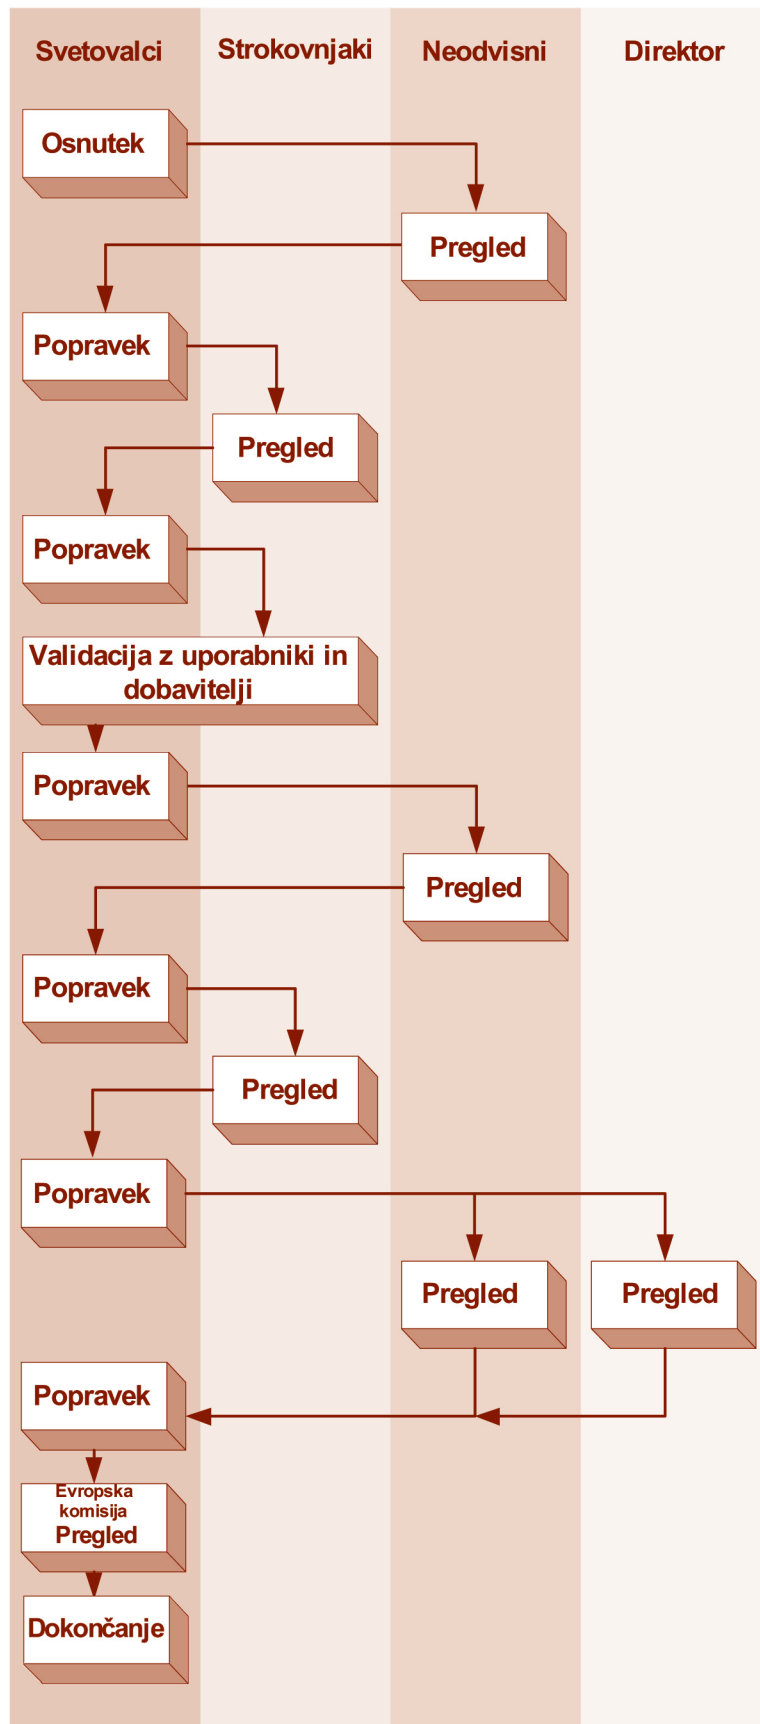 Svetovalci
Strokovnjaki
Neodvisni
Direktor
Osnutek
Pregled
Popravek
Pregled
Popravek
Validacija z uporabniki in
dobavitelji
Popravek
Pregled
Popravek
Pregled
Popravek
Pregled
Pregled
Popravek
Evropska
komisija
Pregled
Dokončanje